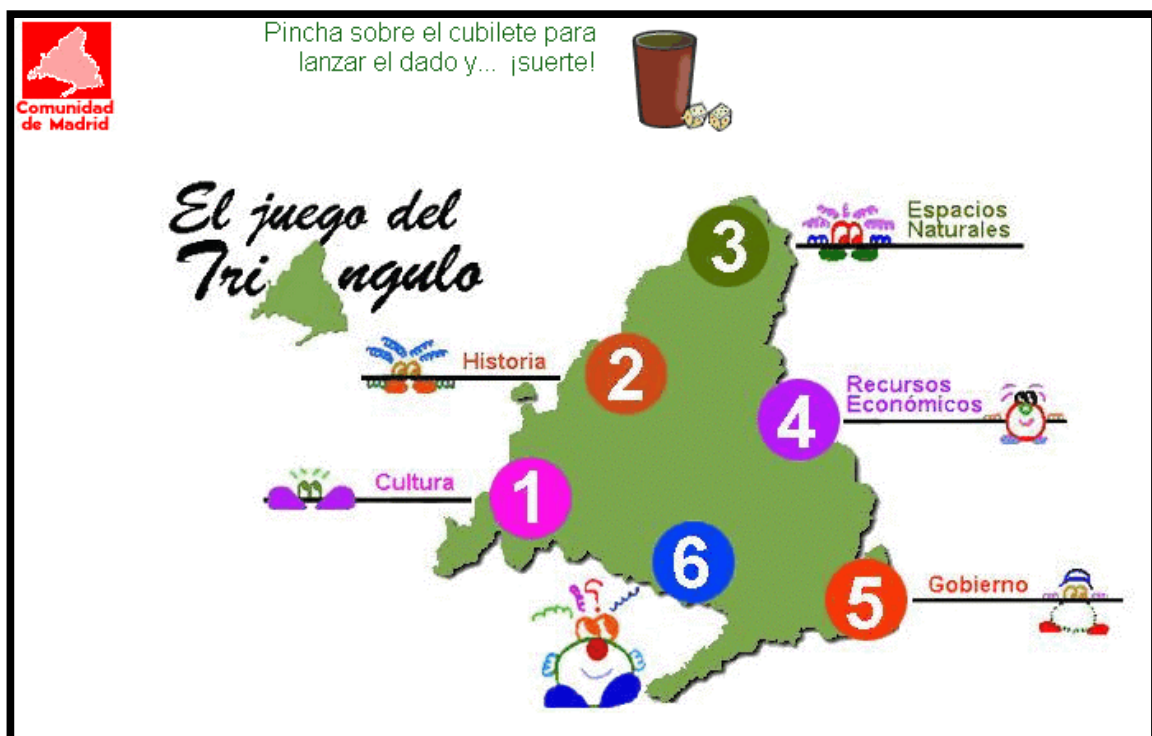 Pincha sobre el cubilete para
lanzar el dado y... ¡suerte!
Comunidad
de Madrid
El juego del
Tri ngulo
3
Espacios
Naturales
Historia
2
Recursos
Económicos
4
Cultura
1
6
5
Gobierno